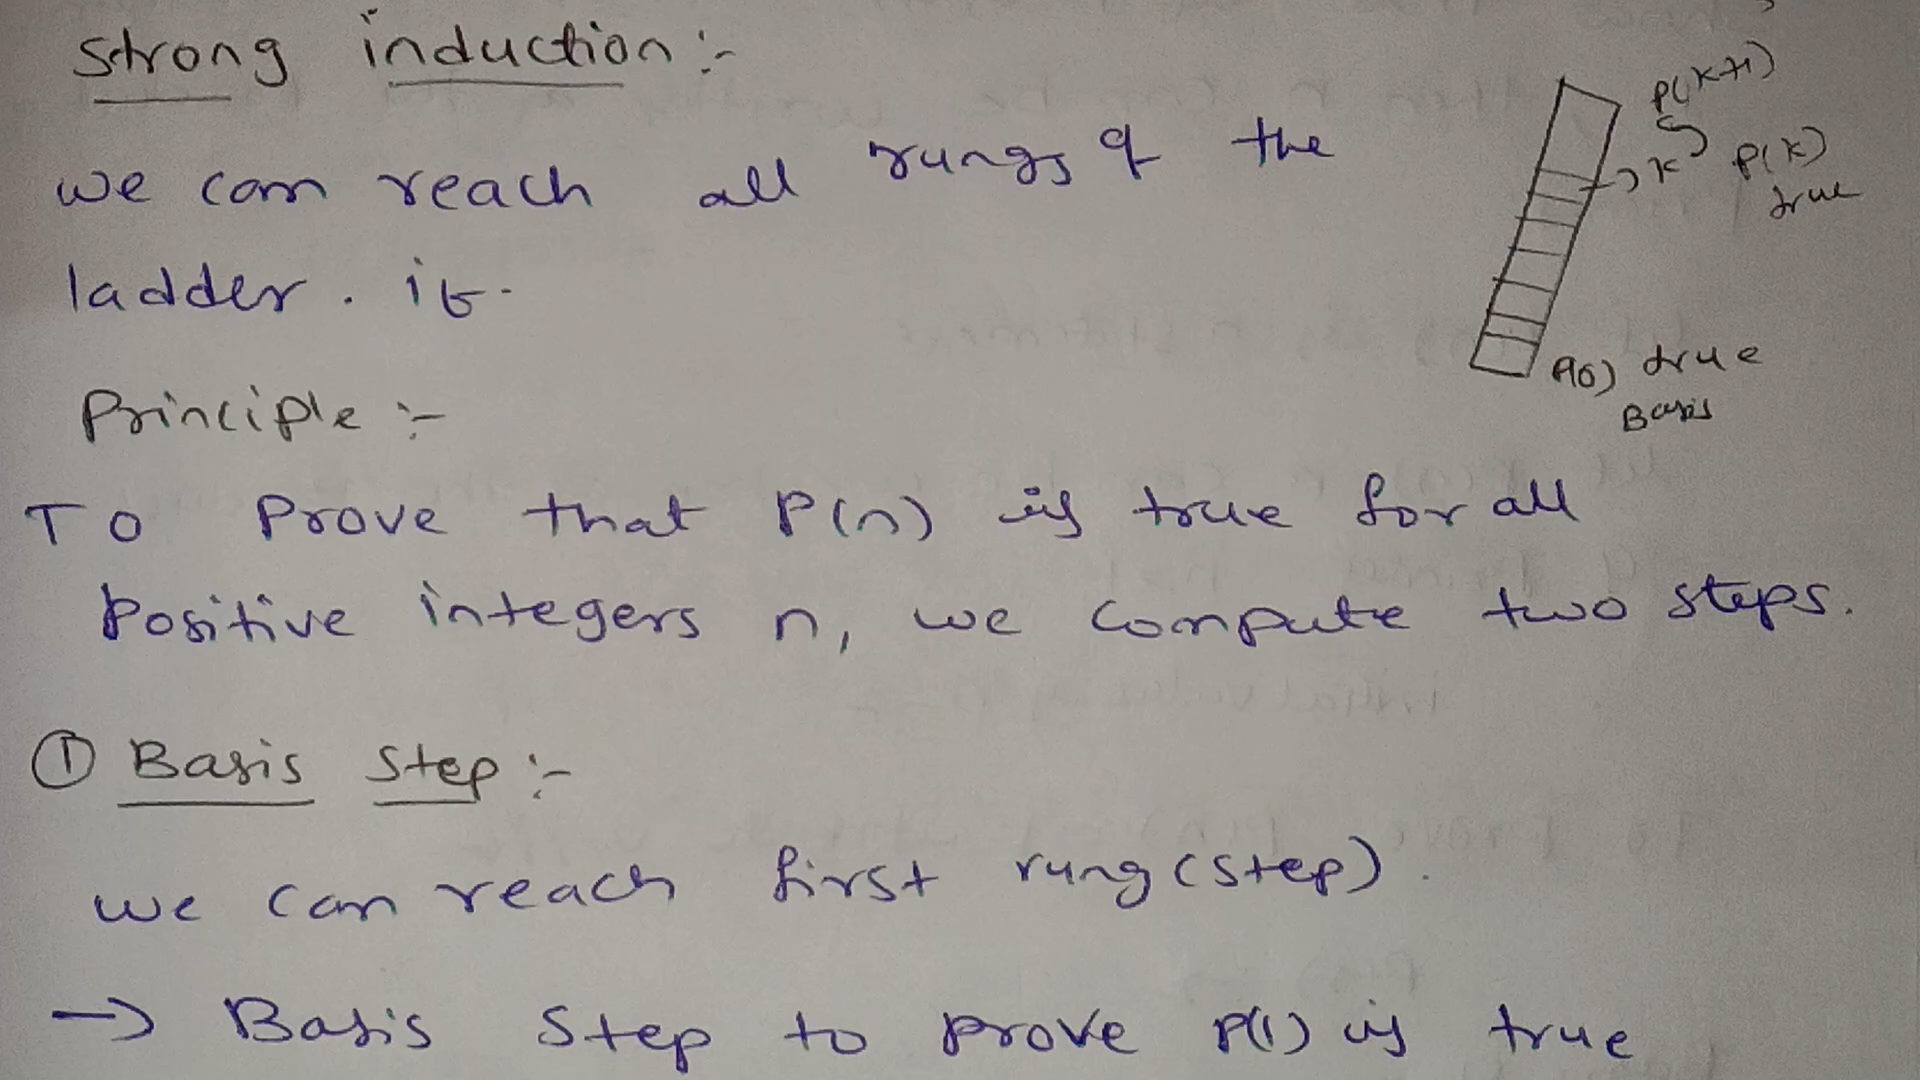 Strong induction :-
we can reach all rungs of the
ladder. if.
P(k+1)
k P(k)
true
P(0) true
Basis
Principle :-
To Prove that P(n) is true for all
Positive integers n, we compute two steps.
① Basis Step :-
we can reach first rung (step).
→ Basis Step to prove P(1) is true